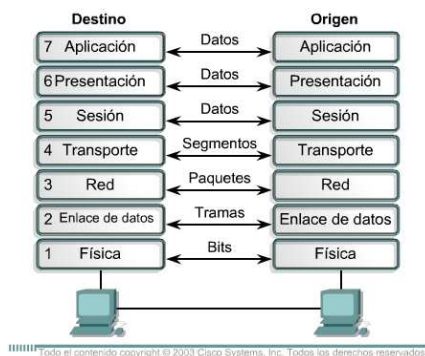 Destino Origen
7 Aplicación Datos Aplicación
6 Presentación Datos Presentación
5 Sesión Datos Sesión
4 Transporte Segmentos Transporte
3 Red Paquetes Red
2 Enlace de datos Tramas Enlace de datos
1 Física Bits Física
Todo el contenido copyright © 2003 Cisco Systems, Inc. Todos los derechos reservados